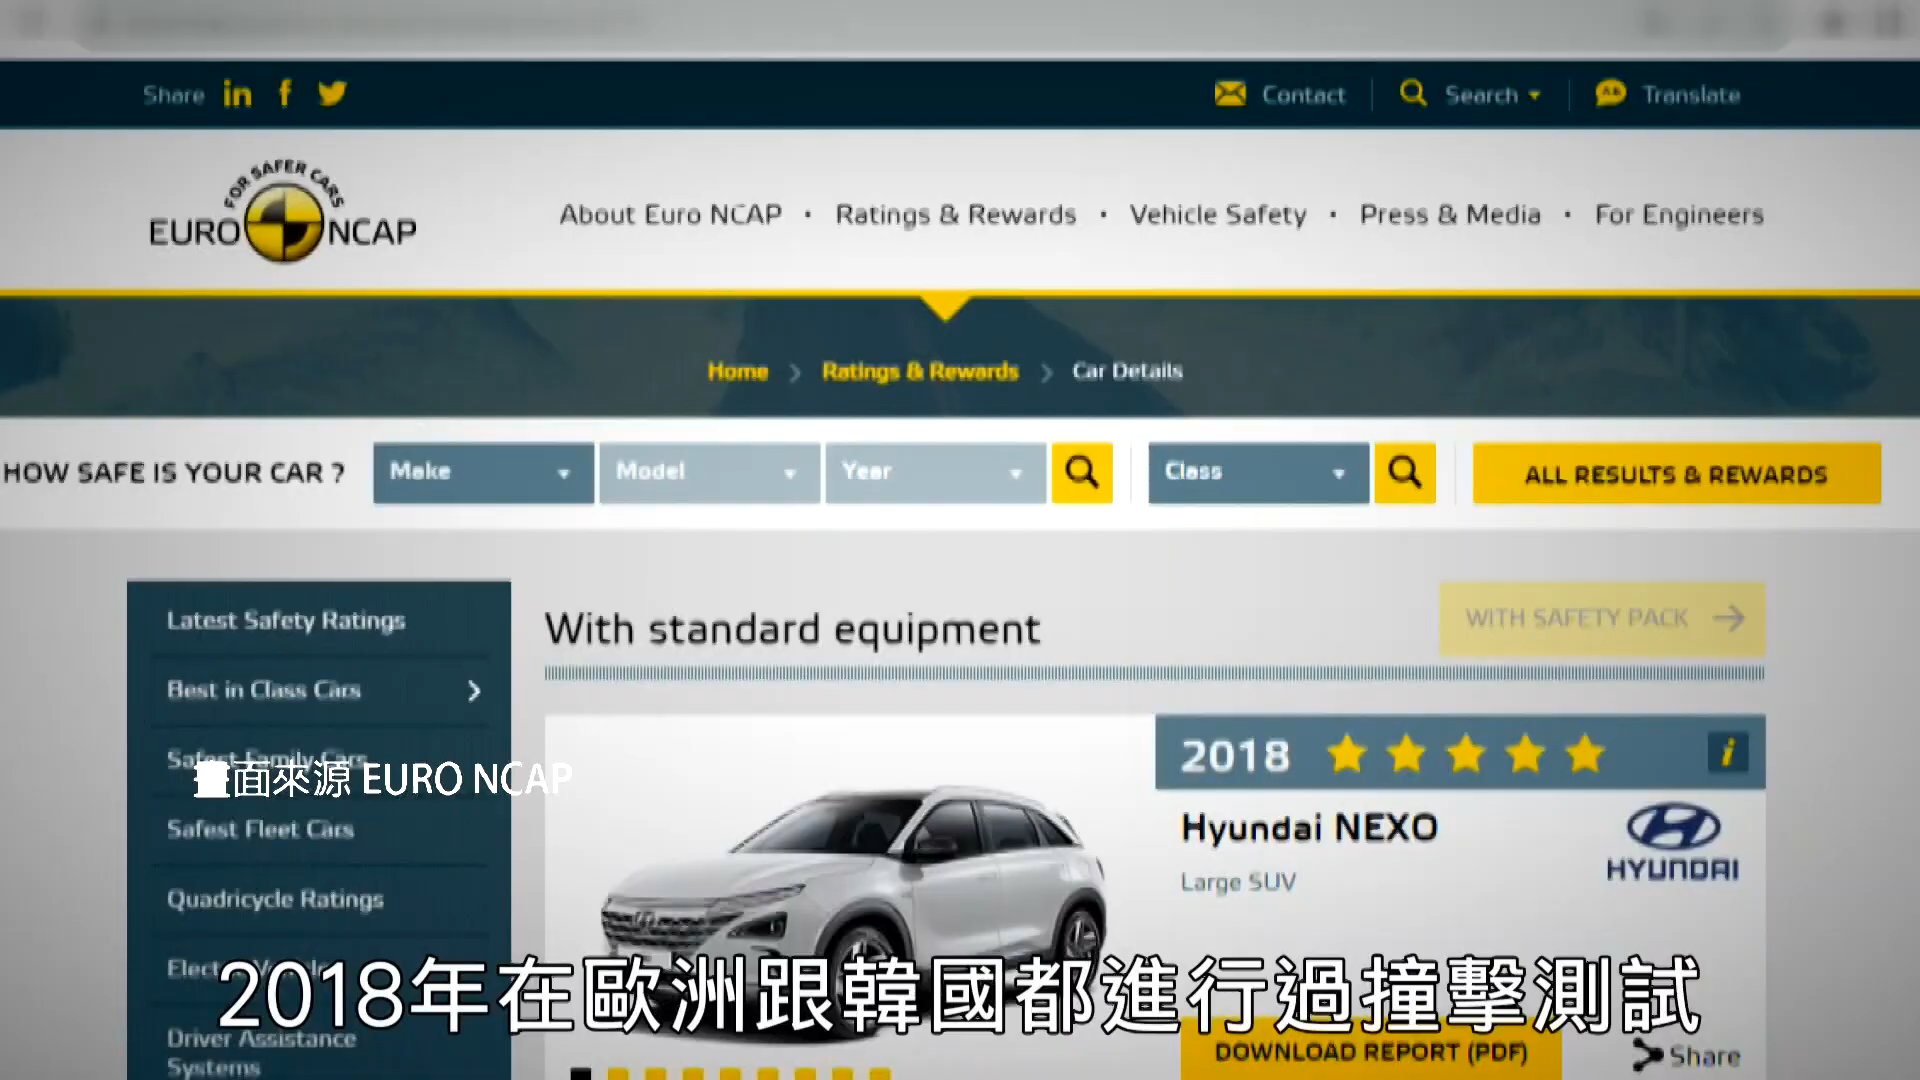 Share in f
Contact
Search
Translate
FOR SAFER CARS
EURO NCAP
About Euro NCAP · Ratings & Rewards · Vehicle Safety · Press & Media · For Engineers
Home > Ratings & Rewards > Car Details
HOW SAFE IS YOUR CAR ?
Make
Model
Year
Class
ALL RESULTS & REWARDS
Latest Safety Ratings
Best in Class Cars
Safest Family Cars
Safest Fleet Cars
Quadricycle Ratings
Driver Assistance
Systems
With standard equipment
WITH SAFETY PACK
2018
i
Hyundai NEXO
HYUNDAI
Large SUV
DOWNLOAD REPORT (PDF)
Share
畫面來源 EURO NCAP
2018年在歐洲跟韓國都進行過撞擊測試